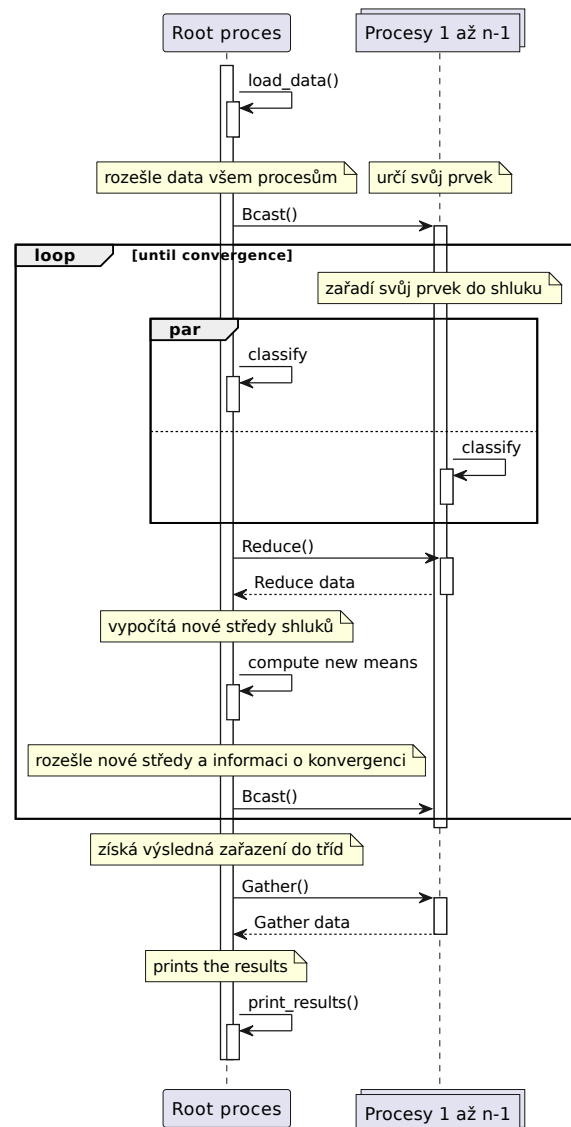 Root proces
Procesy 1 až n-1
load_data()
rozešle data všem procesům
určí svůj prvek
Bcast()
loop
[until convergence]
zařadí svůj prvek do shluku
par
classify
classify
Reduce()
Reduce data
vypočítá nové středy shluků
compute new means
rozešle nové středy a informaci o konvergenci
Bcast()
získá výsledná zařazení do tříd
Gather()
Gather data
prints the results
print_results()
Root proces
Procesy 1 až n-1